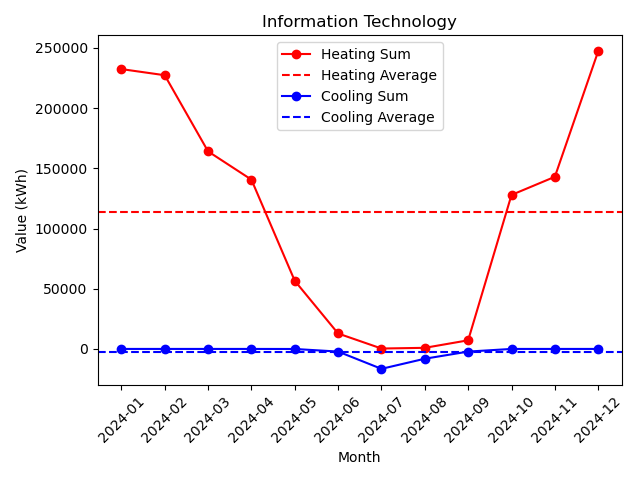 Information Technology
Heating Sum
Heating Average
Cooling Sum
Cooling Average
250000
200000
150000
100000
50000
0
Value (kWh)
2024-01
2024-02
2024-03
2024-04
2024-05
2024-06
2024-07
2024-08
2024-09
2024-10
2024-11
2024-12
Month